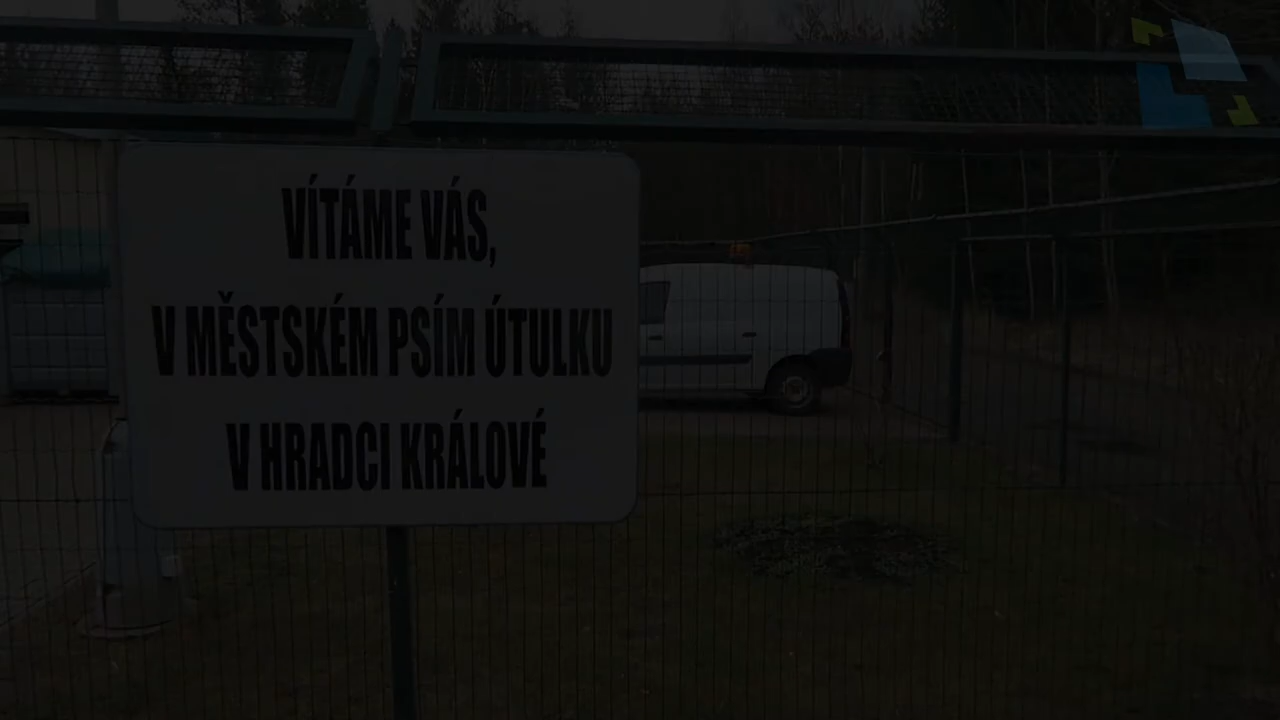 VÍTÁME VÁS,
V MĚSTSKÉM PSÍM ÚTULKU
V HRADCI KRÁLOVÉ